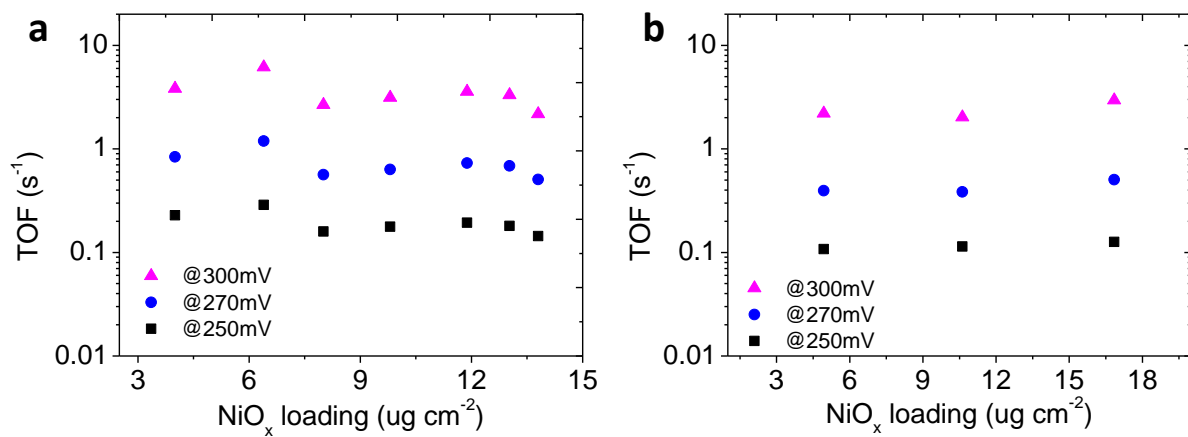 a
10
1
0.1
0.01
TOF (s⁻¹)
@300mV
@270mV
@250mV
3 6 9 12 15
NiOₓ loading (ug cm⁻²)
b
10
1
0.1
0.01
TOF (s⁻¹)
@300mV
@270mV
@250mV
3 6 9 12 15 18
NiOₓ loading (ug cm⁻²)